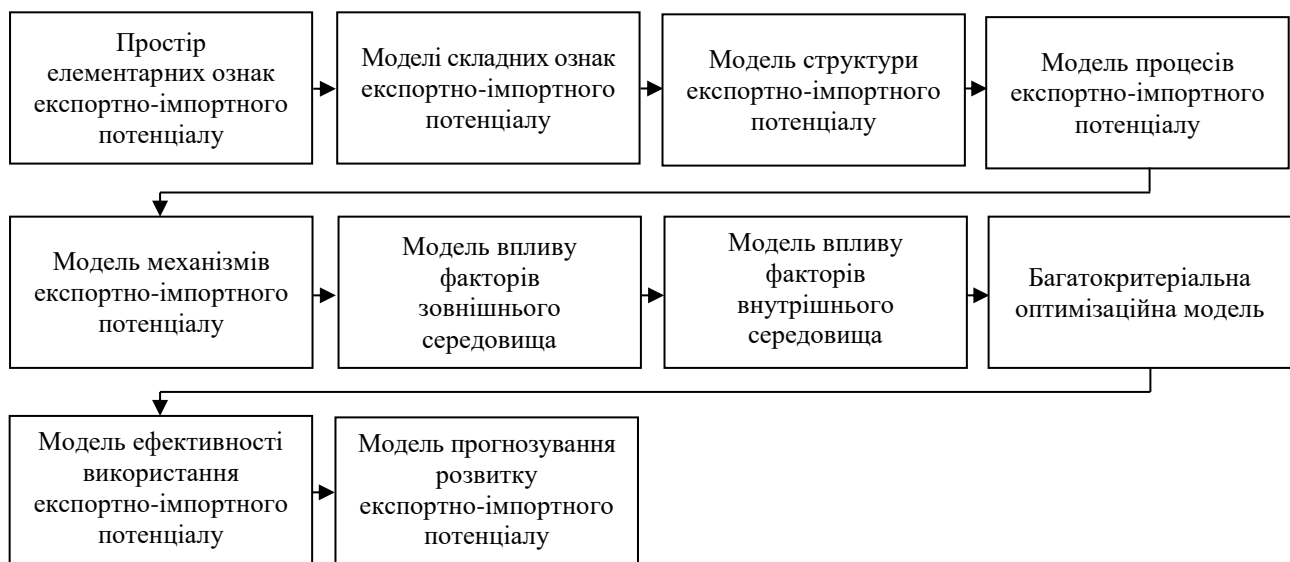 Простір
елементарних ознак
експортно-імпортного
потенціалу
Моделі складних ознак
експортно-імпортного
потенціалу
Модель структури
експортно-імпортного
потенціалу
Модель процесів
експортно-імпортного
потенціалу
Модель механізмів
експортно-імпортного
потенціалу
Модель впливу
факторів
зовнішнього
середовища
Модель впливу
факторів
внутрішнього
середовища
Багатокритеріальна
оптимізаційна модель
Модель ефективності
використання
експортно-імпортного
потенціалу
Модель прогнозування
розвитку
експортно-імпортного
потенціалу